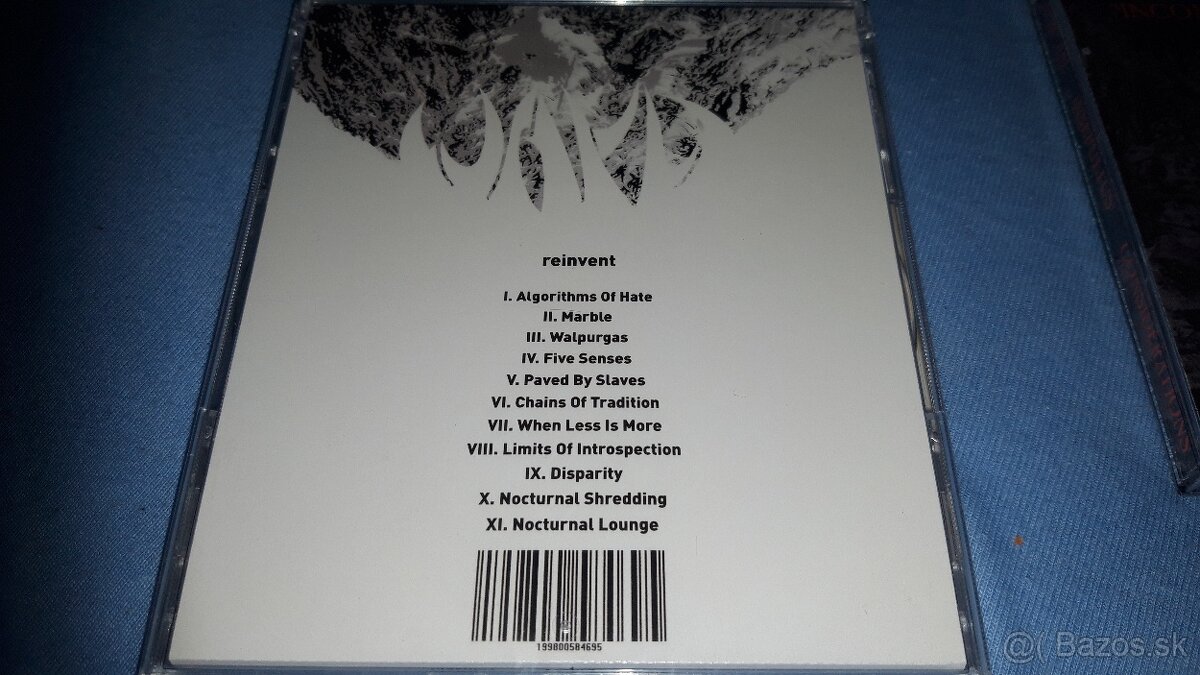 reinvent
I. Algorithms Of Hate
II. Marble
III. Walpurgas
IV. Five Senses
V. Paved By Slaves
VI. Chains Of Tradition
VII. When Less Is More
VIII. Limits Of Introspection
IX. Disparity
X. Nocturnal Shredding
XI. Nocturnal Lounge
199800584695
@( Bazos.sk